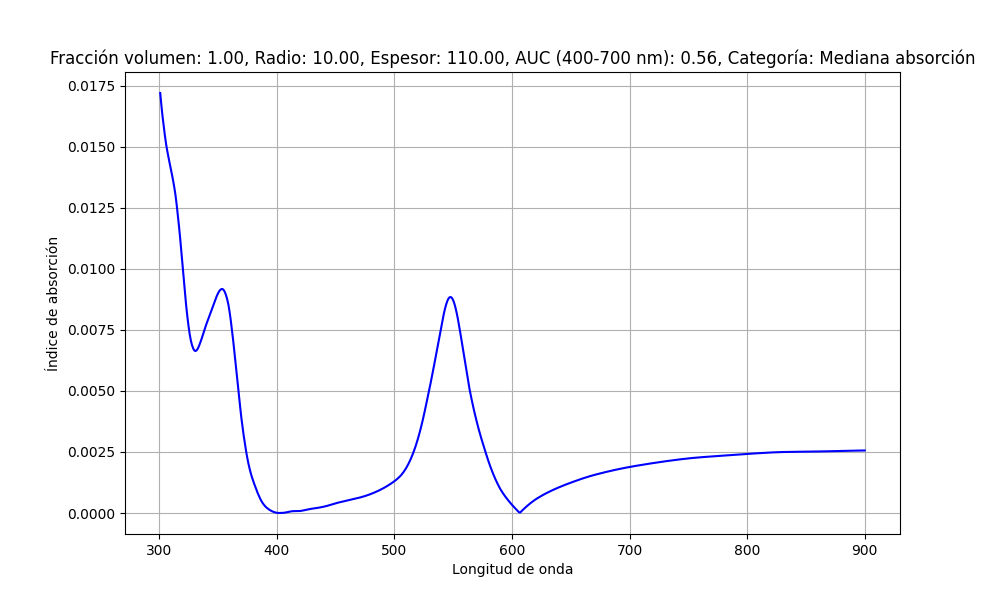 Fracción volumen: 1.00, Radio: 10.00, Espesor: 110.00, AUC (400-700 nm): 0.56, Categoría: Mediana absorción
0.0175
0.0150
0.0125
0.0100
0.0075
0.0050
0.0025
0.0000
Índice de absorción
300 400 500 600 700 800 900
Longitud de onda